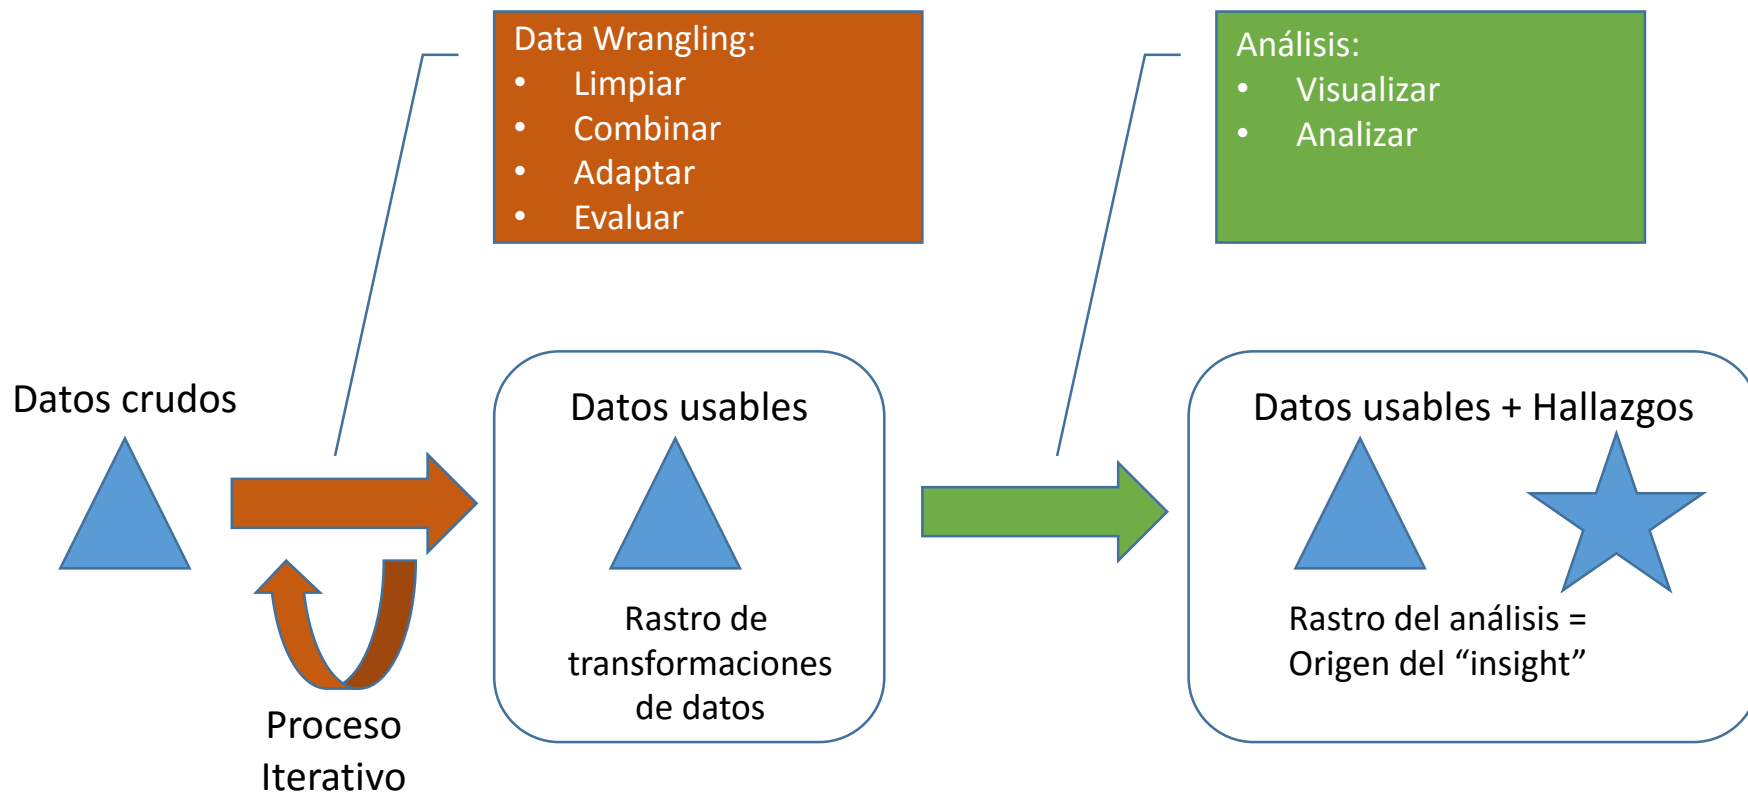 Data Wrangling:
• Limpiar
• Combinar
• Adaptar
• Evaluar
Análisis:
• Visualizar
• Analizar
Datos crudos
Proceso
Iterativo
Datos usables
Rastro de
transformaciones
de datos
Datos usables + Hallazgos
Rastro del análisis =
Origen del “insight”